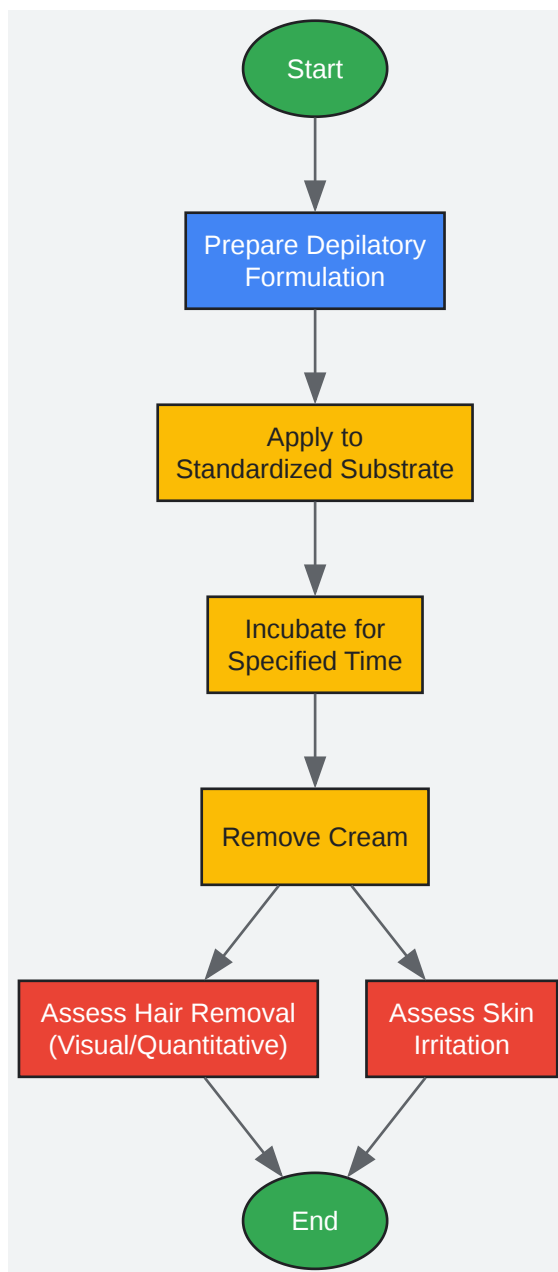 Start
Prepare Depilatory
Formulation
Apply to
Standardized Substrate
Incubate for
Specified Time
Remove Cream
Assess Hair Removal
(Visual/Quantitative)
Assess Skin
Irritation
End